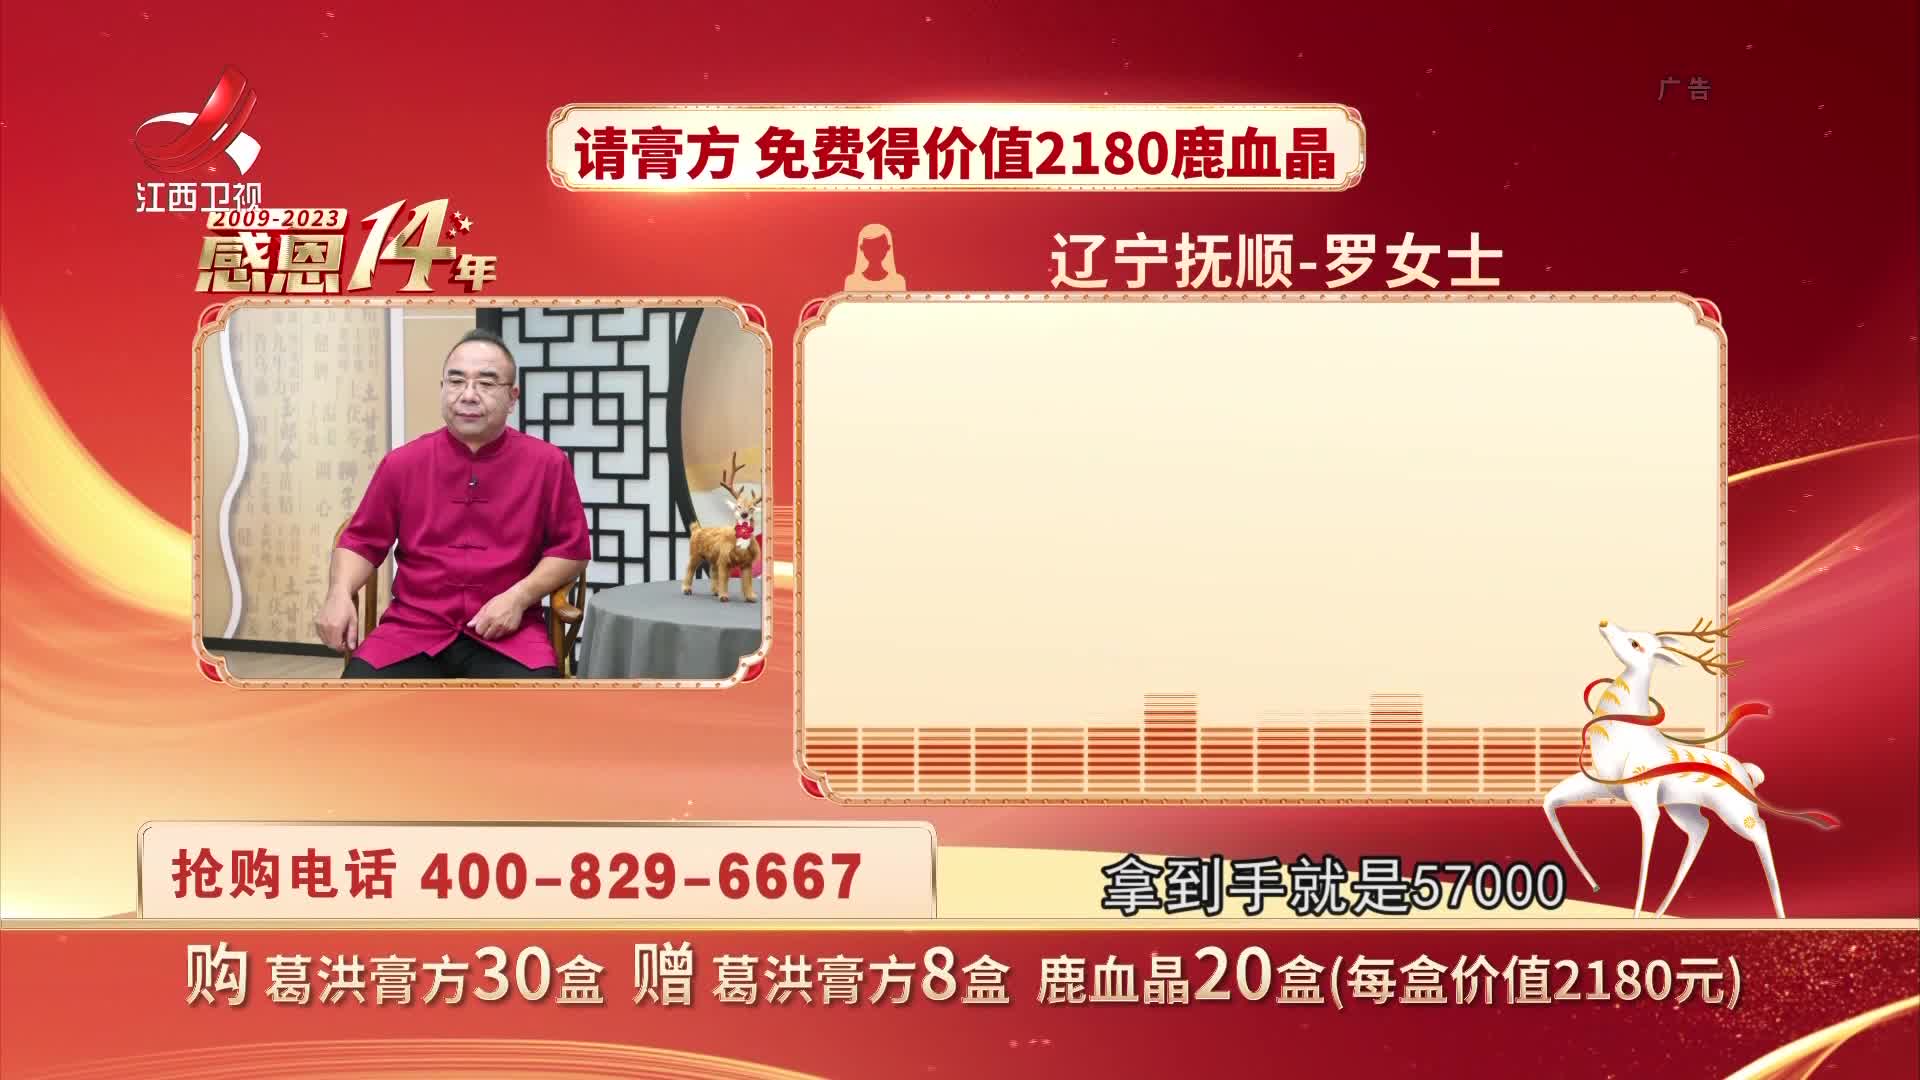 广告
请膏方 免费得价值2180鹿血晶
江西卫视
2009-2023
感恩14年
辽宁抚顺-罗女士
抢购电话 400-829-6667
拿到手就是57000
购 葛洪膏方30盒 赠 葛洪膏方8盒 鹿血晶20盒(每盒价值2180元)